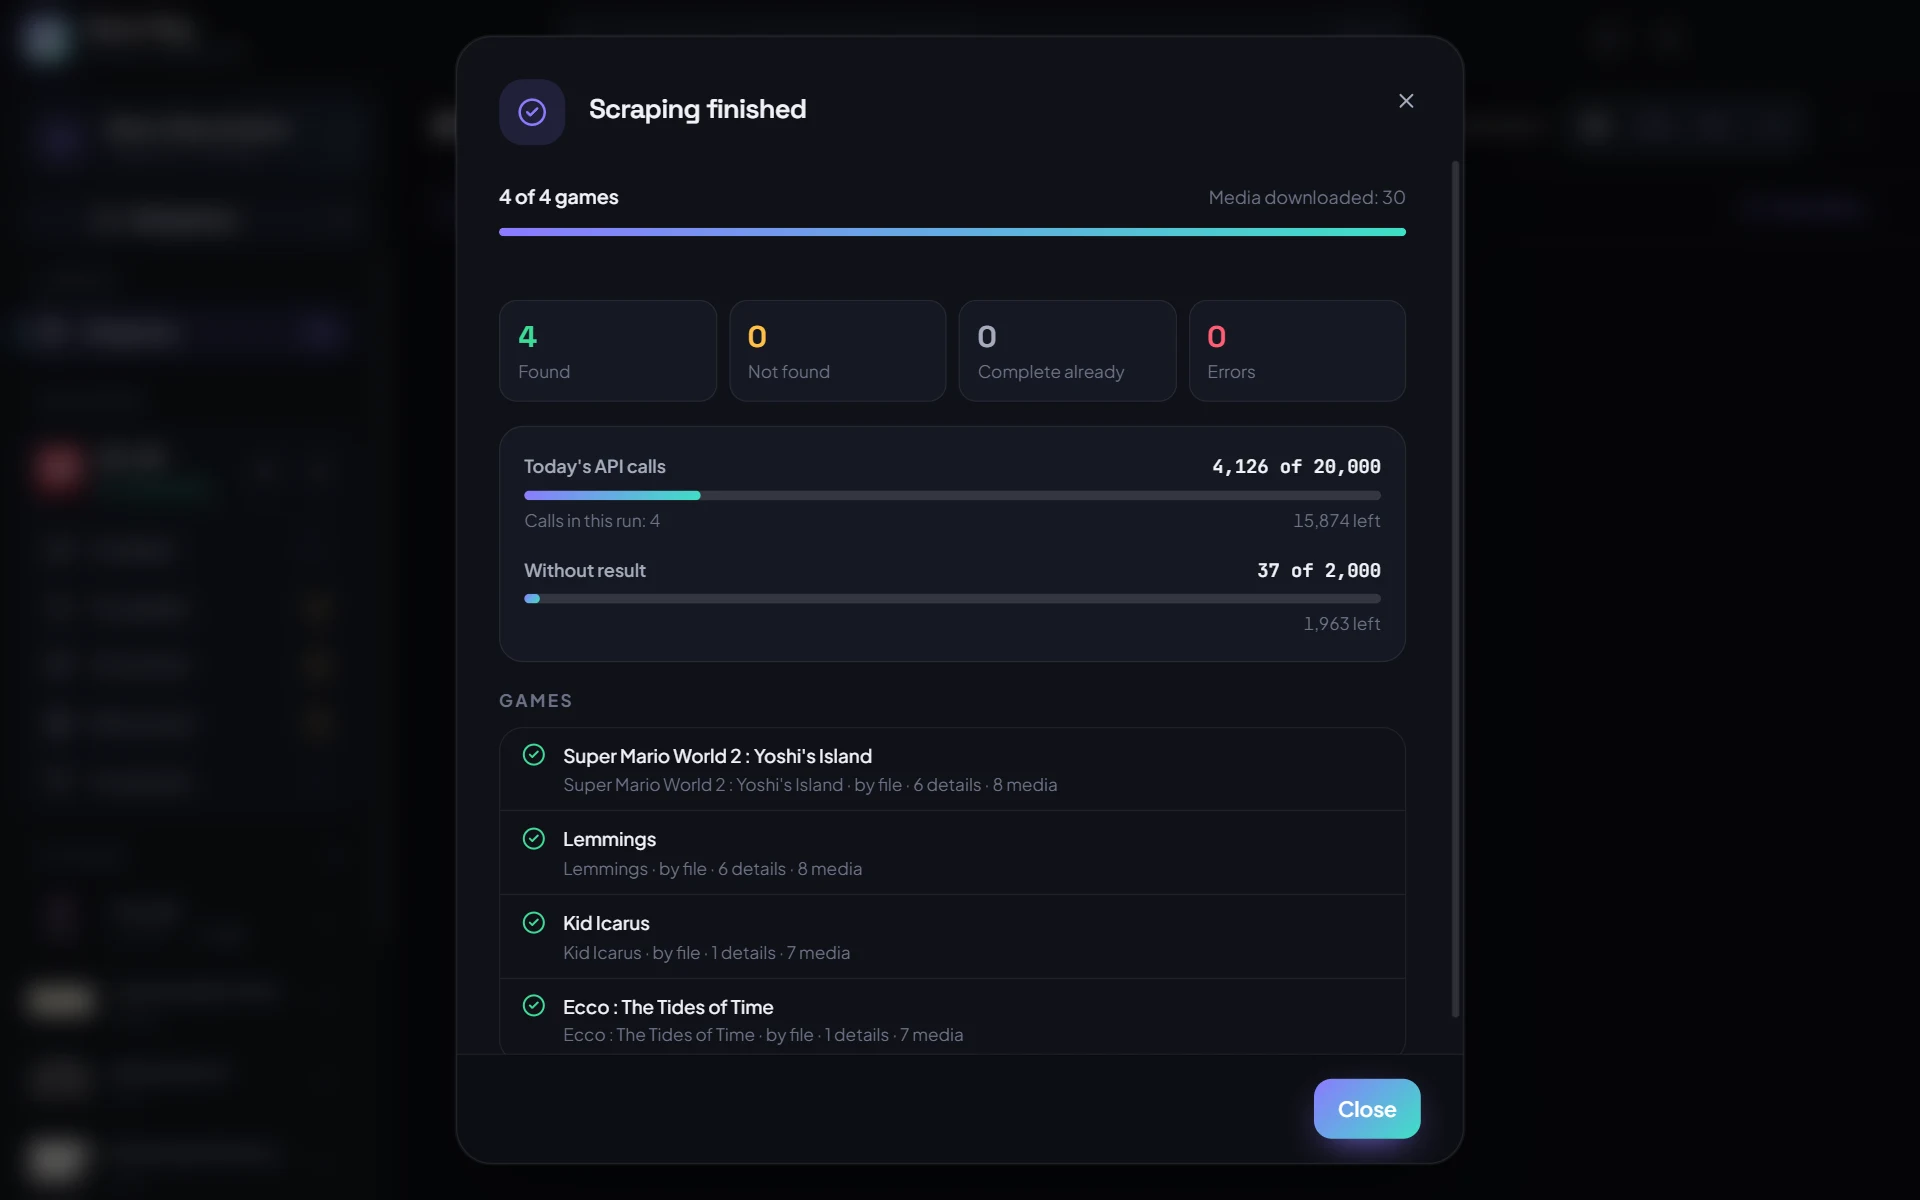 Scraping finished
4 of 4 games
Media downloaded: 30
4
Found
0
Not found
0
Complete already
0
Errors
Today's API calls
4,126 of 20,000
Calls in this run: 4
15,874 left
Without result
37 of 2,000
1,963 left
GAMES
Super Mario World 2 : Yoshi's Island
Super Mario World 2 : Yoshi's Island · by file · 6 details · 8 media
Lemmings
Lemmings · by file · 6 details · 8 media
Kid Icarus
Kid Icarus · by file · 1 details · 7 media
Ecco : The Tides of Time
Ecco : The Tides of Time · by file · 1 details · 7 media
Close